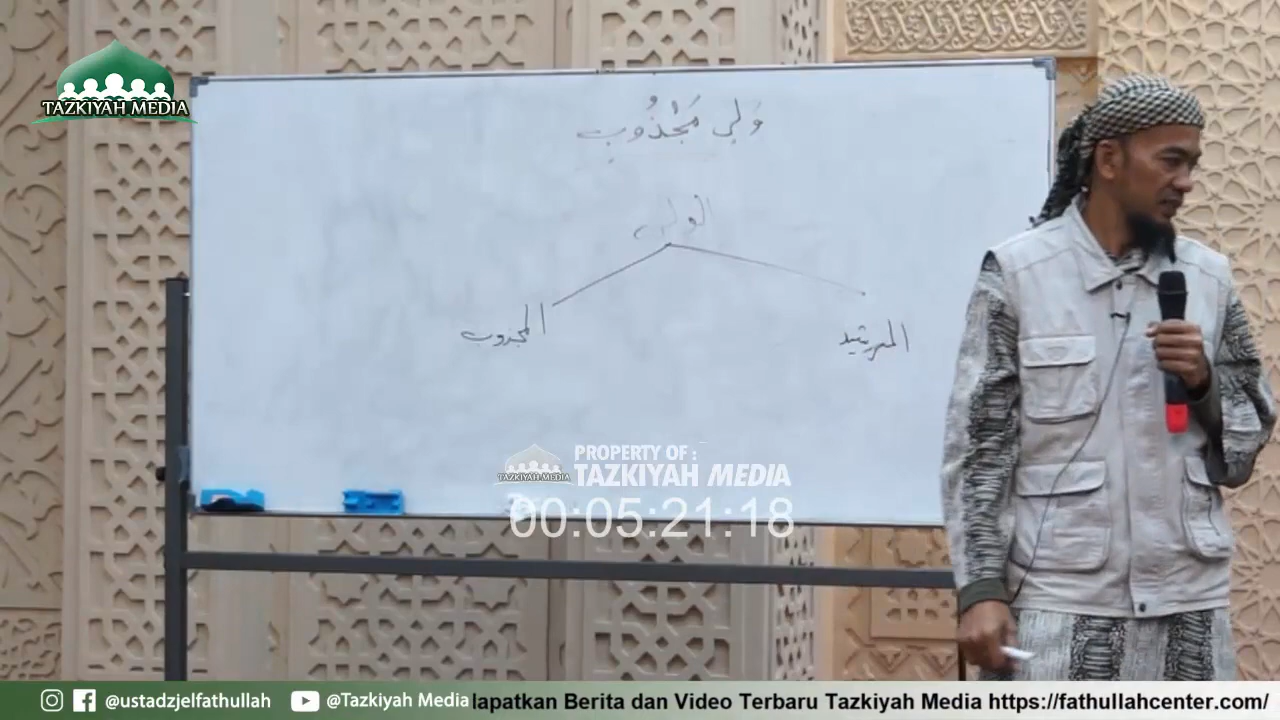 TAZKIYAH MEDIA
وَلِي مَجْذُوبِ
الولي
المرشيد
المجذوب
PROPERTY OF :
TAZKIYAH MEDIA
TAZKIYAH MEDIA
00:05:21:18
@ustadzjelfathullah @Tazkiyah Media lapatkan Berita dan Video Terbaru Tazkiyah Media https://fathullahcenter.com/